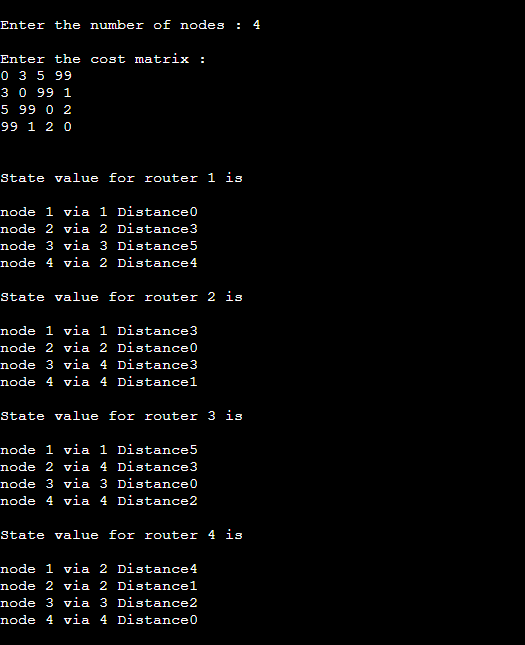 Enter the number of nodes : 4
Enter the cost matrix :
0 3 5 99
3 0 99 1
5 99 0 2
99 1 2 0
State value for router 1 is
node 1 via 1 Distance0
node 2 via 2 Distance3
node 3 via 3 Distance5
node 4 via 2 Distance4
State value for router 2 is
node 1 via 1 Distance3
node 2 via 2 Distance0
node 3 via 4 Distance3
node 4 via 4 Distance1
State value for router 3 is
node 1 via 1 Distance5
node 2 via 4 Distance3
node 3 via 3 Distance0
node 4 via 4 Distance2
State value for router 4 is
node 1 via 2 Distance4
node 2 via 2 Distance1
node 3 via 3 Distance2
node 4 via 4 Distance0